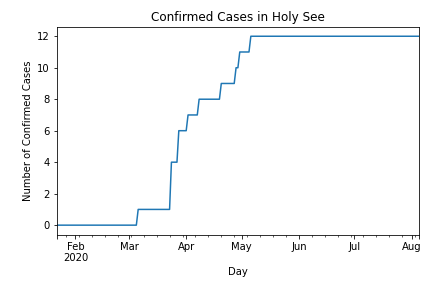 Confirmed Cases in Holy See
Number of Confirmed Cases
12
10
8
6
4
2
0
Feb Mar Apr May Jun Jul Aug
2020
Day